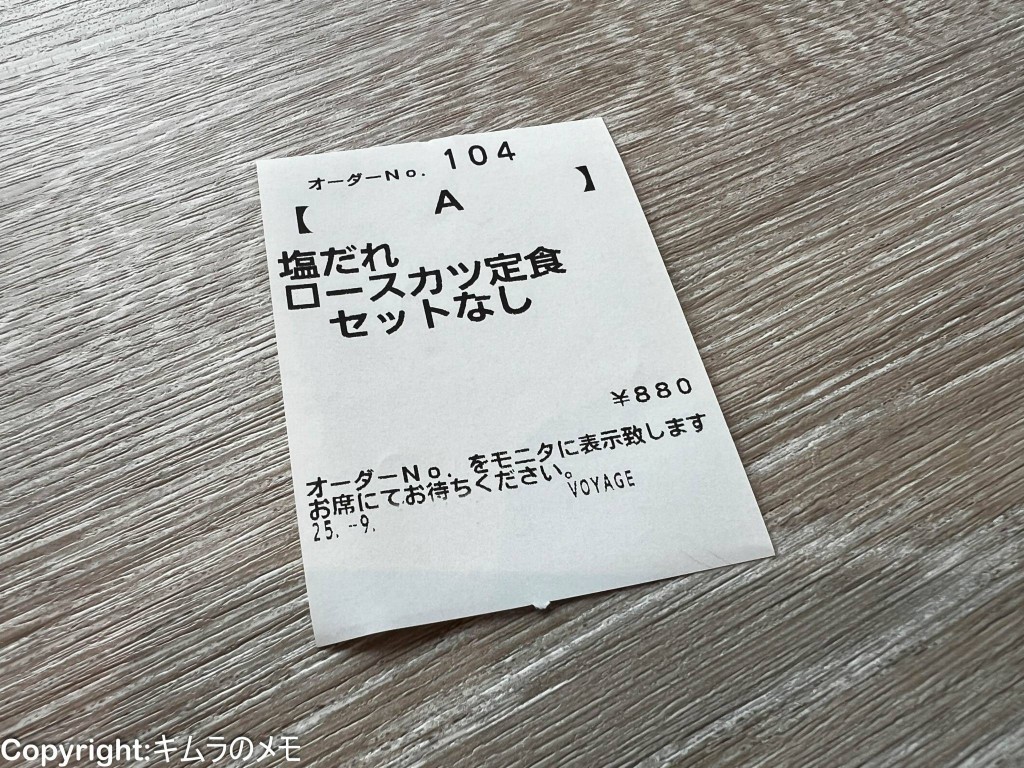 オーダーNo. 104
【 A 】
塩だれ
ロースカツ定食
セットなし
¥880
オーダーNo. をモニタに表示致します
お席にてお待ちください。
25. -9. VOYAGE
Copyright:キムラのメモ